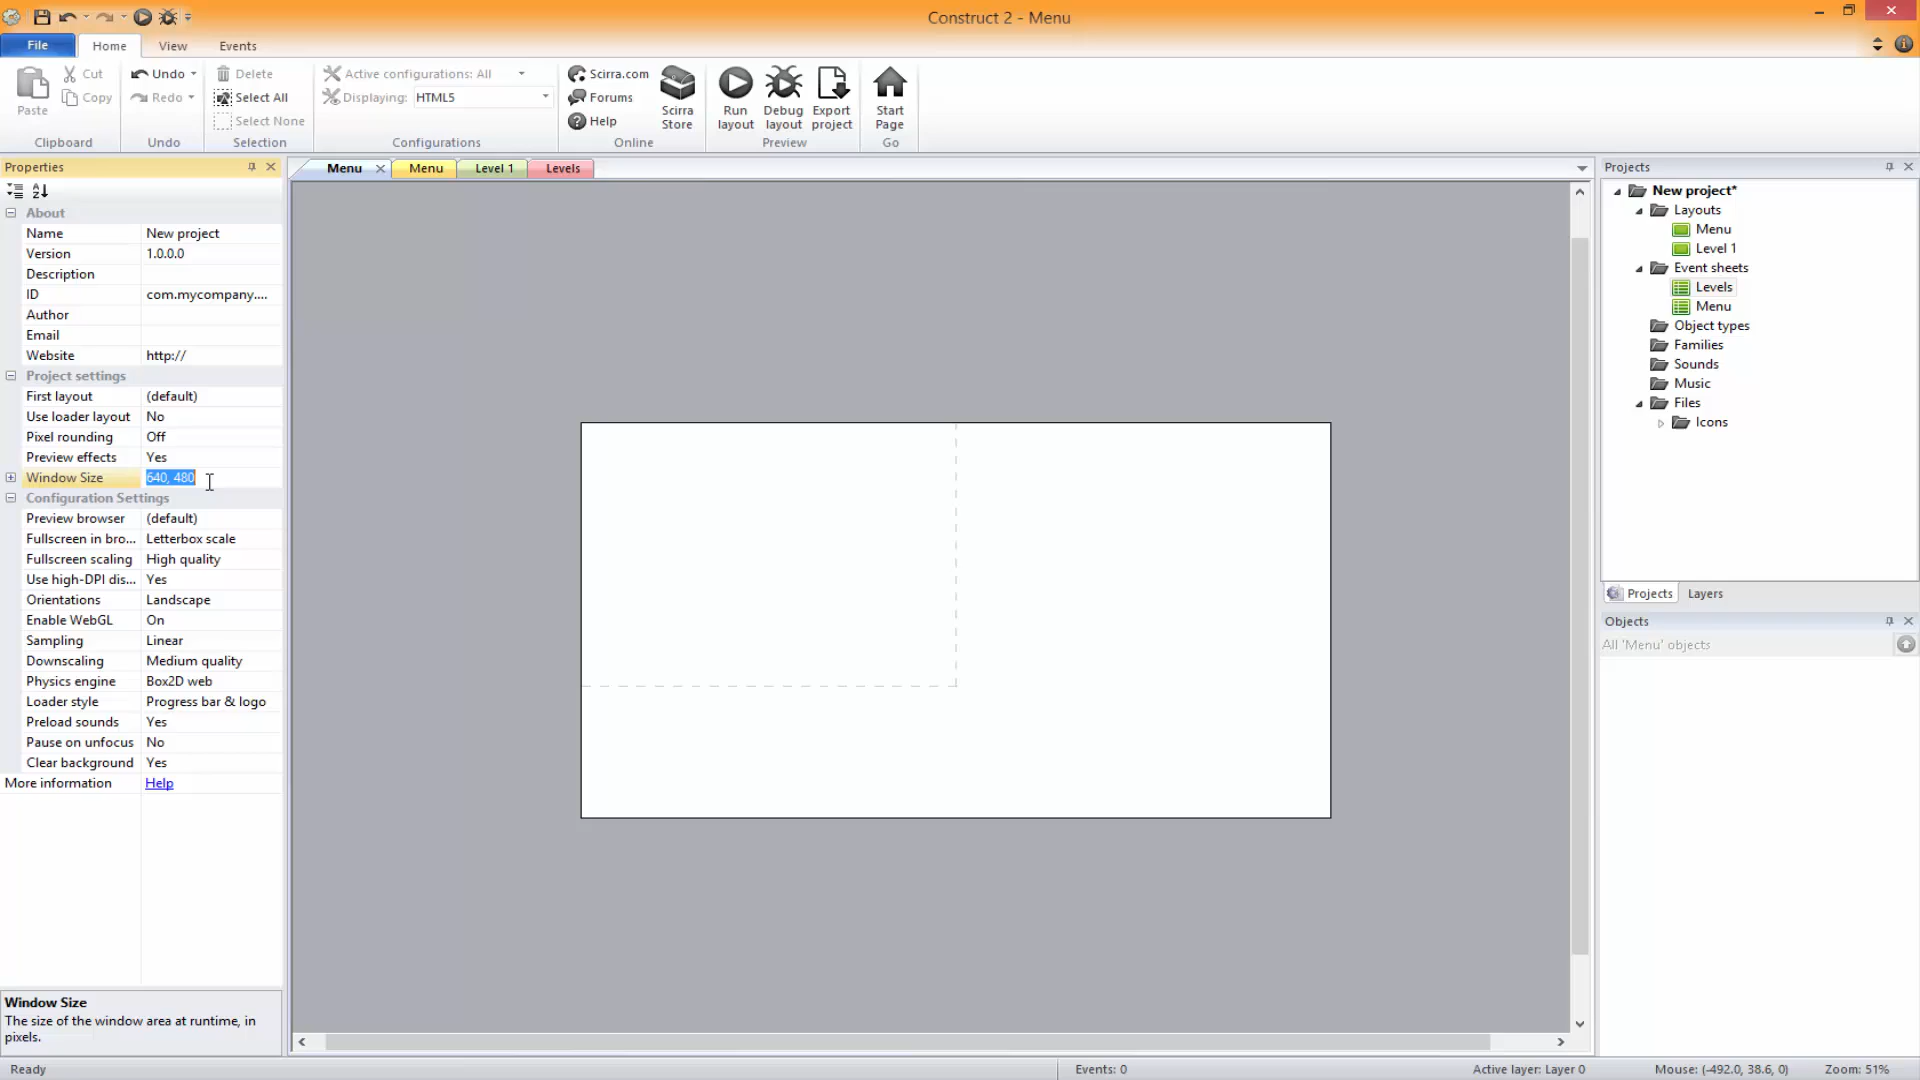 Construct 2 - Menu
File
Home
View
Events
Paste
Cut
Copy
Clipboard
Undo
Redo
Undo
Delete
Select All
Select None
Selection
Active configurations: All
Displaying:
HTML5
Configurations
Scirra.com
Forums
Help
Scirra
Store
Online
Run
layout
Debug
layout
Export
project
Preview
Start
Page
Go
Properties
About
Name New project
Version 1.0.0.0
Description
ID com.mycompany....
Author
Email
Website http://
Project settings
First layout (default)
Use loader layout No
Pixel rounding Off
Preview effects Yes
Window Size 640, 480
Configuration Settings
Preview browser (default)
Fullscreen in bro... Letterbox scale
Fullscreen scaling High quality
Use high-DPI dis... Yes
Orientations Landscape
Enable WebGL On
Sampling Linear
Downscaling Medium quality
Physics engine Box2D web
Loader style Progress bar & logo
Preload sounds Yes
Pause on unfocus No
Clear background Yes
More information Help
Window Size
The size of the window area at runtime, in
pixels.
Menu
Menu
Level 1
Levels
Projects
New project*
Layouts
Menu
Level 1
Event sheets
Levels
Menu
Object types
Families
Sounds
Music
Files
Icons
Projects
Layers
Objects
All 'Menu' objects
Ready
Events: 0
Active layer: Layer 0
Mouse: (-492.0, 38.6, 0)
Zoom: 51%